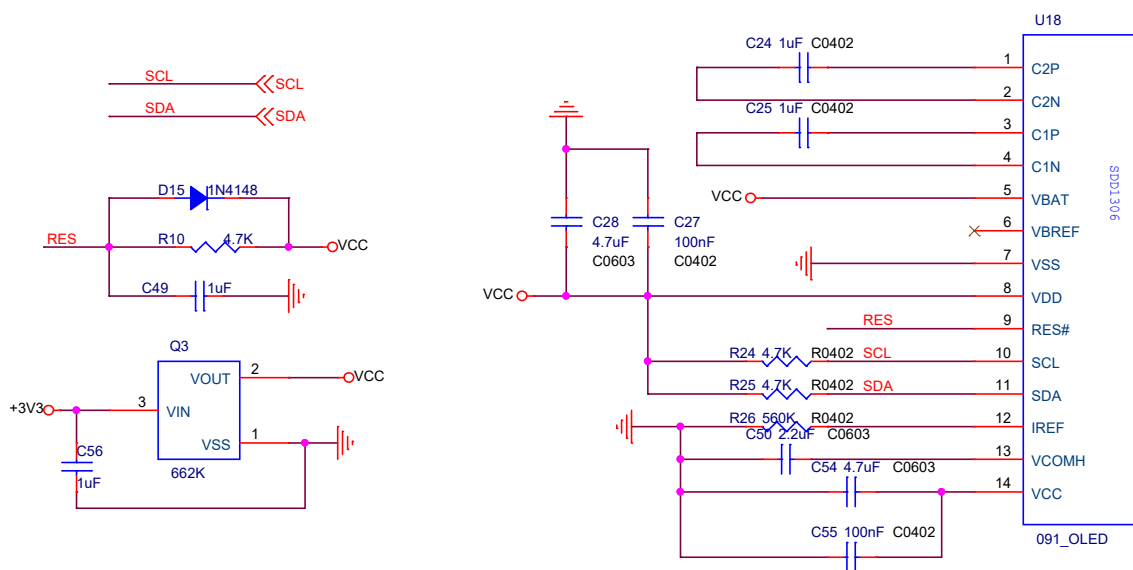 U18
C24 1uF C0402
1 C2P
2 C2N
C25 1uF C0402
3 C1P
4 C1N
VCC 5 VBAT
6 VBREF
7 VSS
VCC 8 VDD
RES 9 RES#
R24 4.7K R0402 SCL 10 SCL
R25 4.7K R0402 SDA 11 SDA
R26 560K R0402 12 IREF
C50 2.2uF C0603 13 VCOMH
C54 4.7uF C0603 14 VCC
C55 100nF C0402
091_OLED
SDD1306
C28
4.7uF
C0603
C27
100nF
C0402
SCL SCL
SDA SDA
D15 1N4148
RES R10 4.7K VCC
C49 1uF
Q3
VOUT 2 VCC
+3V3 3 VIN
VSS 1
662K
C56
1uF